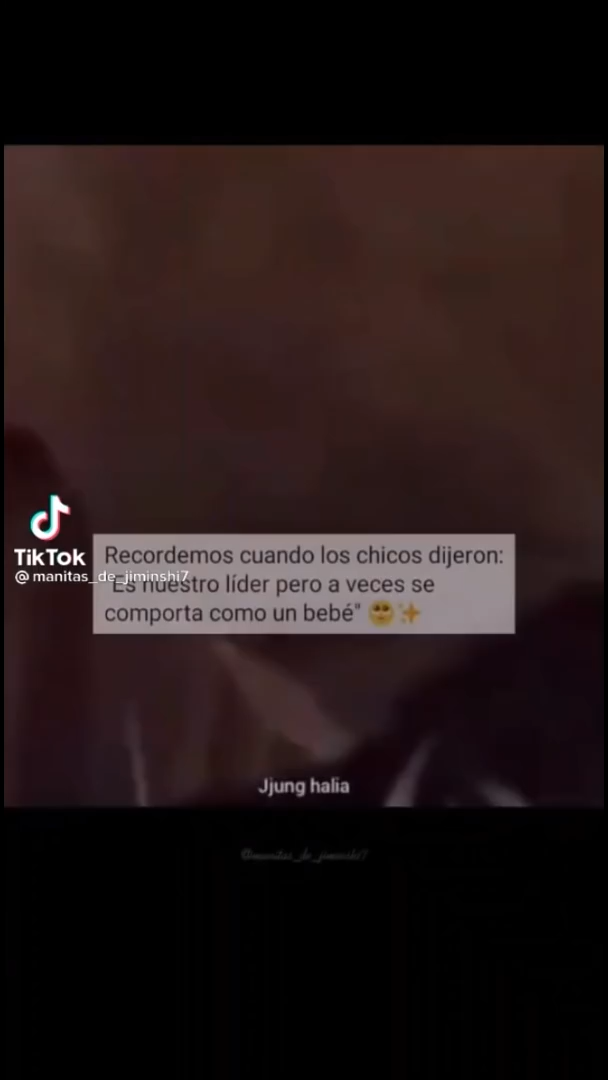 Recordemos cuando los chicos dijeron:
"Es nuestro líder pero a veces se
comporta como un bebé" 🥺✨
TikTok
@manitas_de_jiminshi7
Jjung halia
@manitas_de_jiminshi7